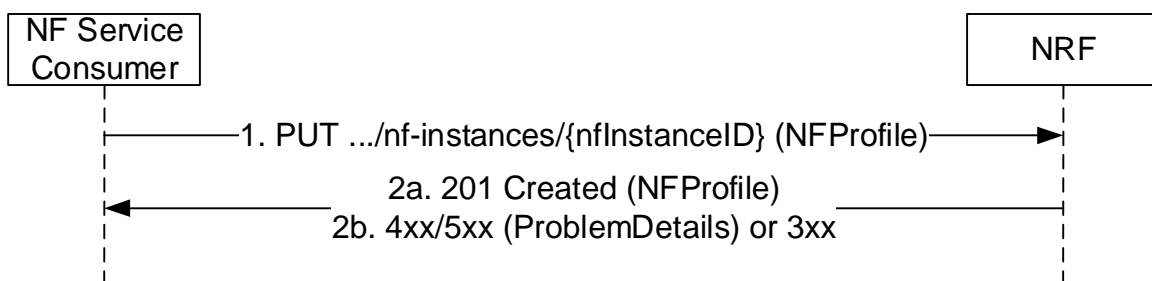 NF Service
Consumer
NRF
1. PUT .../nf-instances/{nfInstanceID} (NFProfile)
2a. 201 Created (NFProfile)
2b. 4xx/5xx (ProblemDetails) or 3xx